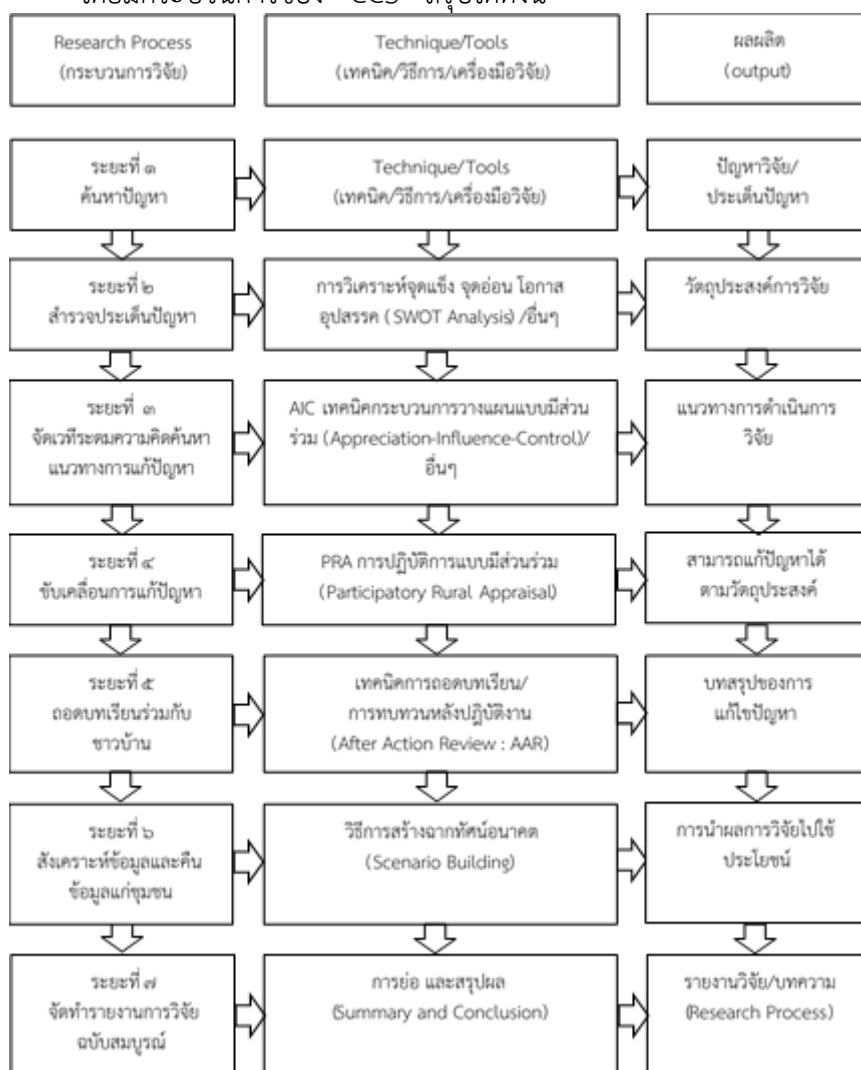 Research Process
(กระบวนการวิจัย)
Technique/Tools
(เทคนิค/วิธีการ/เครื่องมือวิจัย)
ผลผลิต
(output)
ระยะที่ ๑
ค้นหาปัญหา
Technique/Tools
(เทคนิค/วิธีการ/เครื่องมือวิจัย)
ปัญหาวิจัย/
ประเด็นปัญหา
ระยะที่ ๒
สำรวจประเด็นปัญหา
การวิเคราะห์จุดแข็ง จุดอ่อน โอกาส
อุปสรรค (SWOT Analysis) /อื่นๆ
วัตถุประสงค์การวิจัย
ระยะที่ ๓
จัดเวทีระดมความคิดค้นหา
แนวทางการแก้ปัญหา
AIC เทคนิคกระบวนการวางแผนแบบมีส่วน
ร่วม (Appreciation-Influence-Control)/
อื่นๆ
แนวทางการดำเนินการ
วิจัย
ระยะที่ ๔
ขับเคลื่อนการแก้ปัญหา
PRA การปฏิบัติการแบบมีส่วนร่วม
(Participatory Rural Appraisal)
สามารถแก้ปัญหาได้
ตามวัตถุประสงค์
ระยะที่ ๕
ถอดบทเรียนร่วมกับ
ชาวบ้าน
เทคนิคการถอดบทเรียน/
การทบทวนหลังปฏิบัติงาน
(After Action Review : AAR)
บทสรุปของการ
แก้ไขปัญหา
ระยะที่ ๖
สังเคราะห์ข้อมูลและคืน
ข้อมูลแก่ชุมชน
วิธีการสร้างฉากทัศน์อนาคต
(Scenario Building)
การนำผลการวิจัยไปใช้
ประโยชน์
ระยะที่ ๗
จัดทำรายงานการวิจัย
ฉบับสมบูรณ์
การย่อ และสรุปผล
(Summary and Conclusion)
รายงานวิจัย/บทความ
(Research Process)